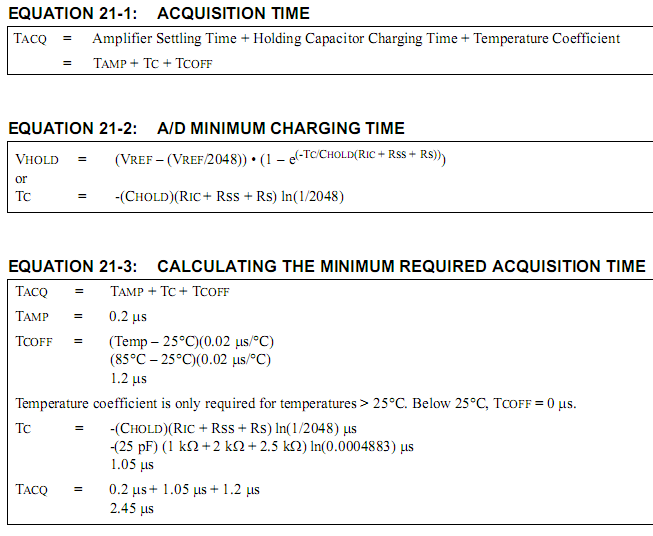 EQUATION 21-1: ACQUISITION TIME
TACQ = Amplifier Settling Time + Holding Capacitor Charging Time + Temperature Coefficient
= TAMP + TC + TCOFF
EQUATION 21-2: A/D MINIMUM CHARGING TIME
VHOLD = (VREF – (VREF/2048)) • (1 – e(-TC/CHOLD(RIC + RSS + RS)))
or
TC = -(CHOLD)(RIC + RSS + RS) ln(1/2048)
EQUATION 21-3: CALCULATING THE MINIMUM REQUIRED ACQUISITION TIME
TACQ = TAMP + TC + TCOFF
TAMP = 0.2 μs
TCOFF = (Temp – 25°C)(0.02 μs/°C)
(85°C – 25°C)(0.02 μs/°C)
1.2 μs
Temperature coefficient is only required for temperatures > 25°C. Below 25°C, TCOFF = 0 μs.
TC = -(CHOLD)(RIC + RSS + RS) ln(1/2048) μs
-(25 pF) (1 kΩ + 2 kΩ + 2.5 kΩ) ln(0.0004883) μs
1.05 μs
TACQ = 0.2 μs + 1.05 μs + 1.2 μs
2.45 μs